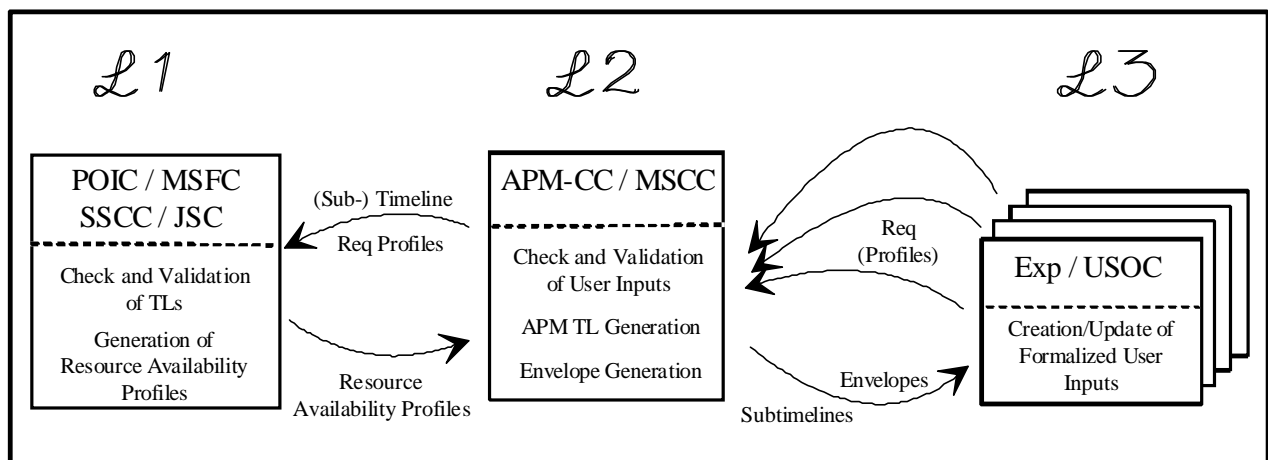 L1
L2
L3
POIC / MSFC
SSCC / JSC
Check and Validation
of TLs
Generation of
Resource Availability
Profiles
(Sub-) Timeline
Req Profiles
Resource
Availability Profiles
APM-CC / MSCC
Check and Validation
of User Inputs
APM TL Generation
Envelope Generation
Req
(Profiles)
Envelopes
Subtimelines
Exp / USOC
Creation/Update of
Formalized User
Inputs